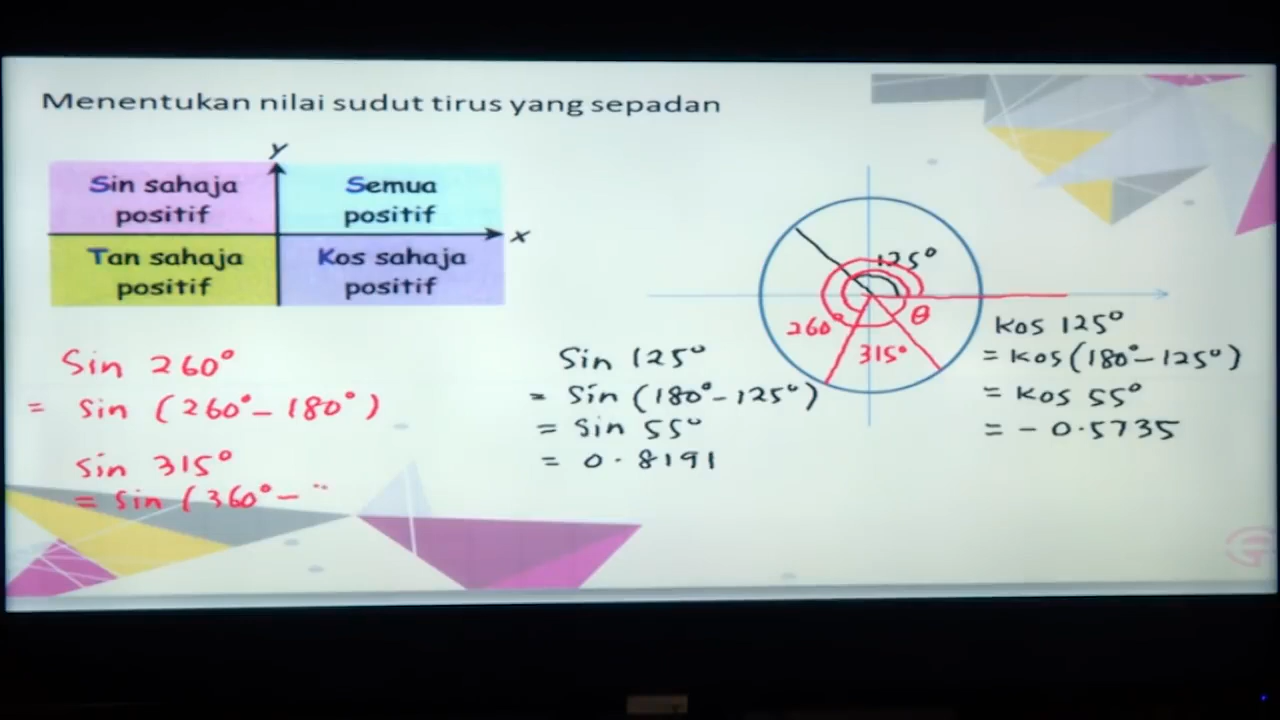 Menentukan nilai sudut tirus yang sepadan
y
Sin sahaja
positif
Semua
positif
x
Tan sahaja
positif
Kos sahaja
positif
125°
260°
θ
315°
Sin 260°
= Sin (260° - 180°)
Sin 315°
= Sin (360° -
Sin 125°
= Sin (180° - 125°)
= Sin 55°
= 0.8191
Kos 125°
= Kos (180° - 125°)
= Kos 55°
= - 0.5735